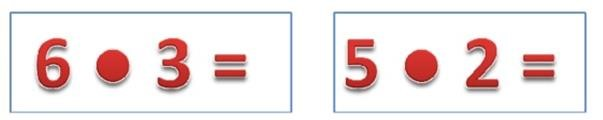 6 • 3 =
5 • 2 =